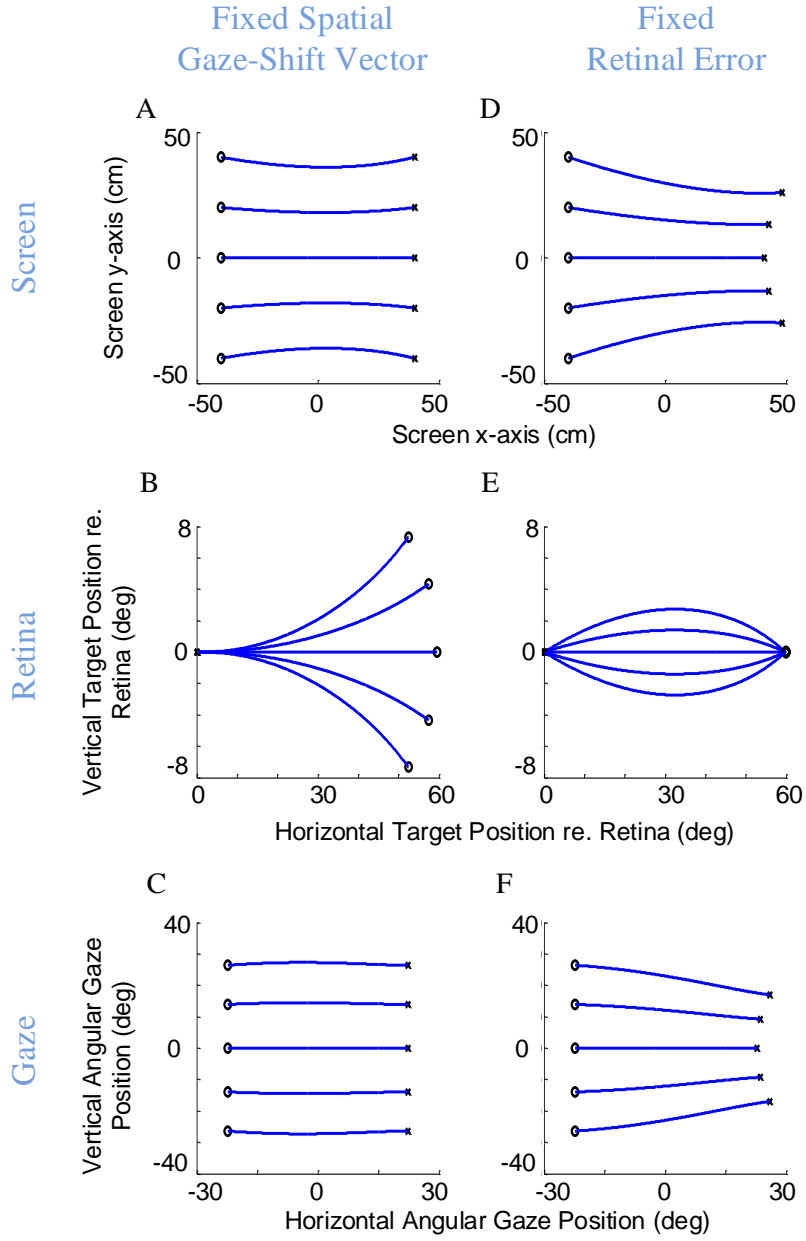 Fixed Spatial
Gaze-Shift Vector
Fixed
Retinal Error
Screen
A
50
0
-50
Screen y-axis (cm)
-50
0
50
D
50
0
-50
-50
0
50
Screen x-axis (cm)
Retina
B
8
0
-8
Vertical Target Position re.
Retina (deg)
0
30
60
E
8
0
-8
0
30
60
Horizontal Target Position re. Retina (deg)
Gaze
C
40
0
-40
Vertical Angular Gaze
Position (deg)
-30
0
30
F
40
0
-40
-30
0
30
Horizontal Angular Gaze Position (deg)